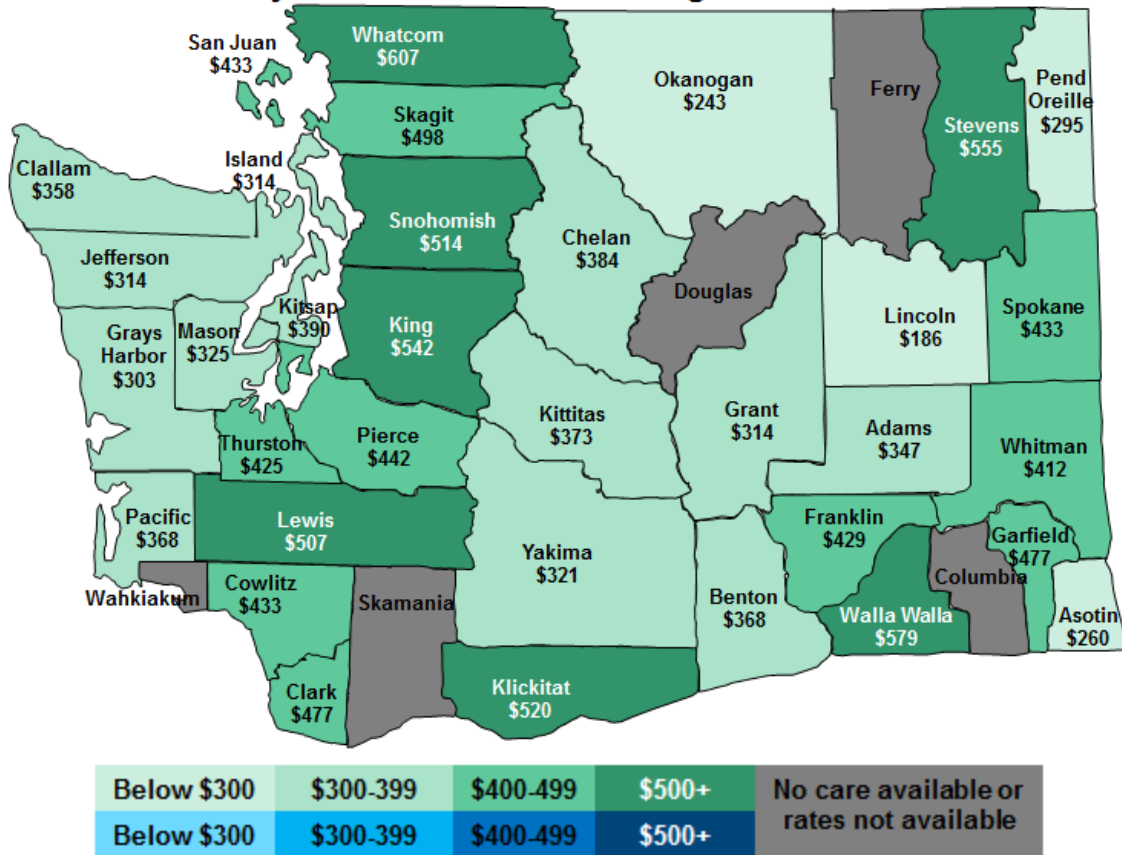 Whatcom
$607
San Juan
$433
Skagit
$498
Okanogan
$243
Ferry
Stevens
$555
Pend
Oreille
$295
Island
$314
Clallam
$358
Snohomish
$514
Chelan
$384
Jefferson
$314
Douglas
Kitsap
$390
King
$542
Lincoln
$186
Spokane
$433
Grays
Harbor
$303
Mason
$325
Kittitas
$373
Grant
$314
Adams
$347
Whitman
$412
Thurston
$425
Pierce
$442
Pacific
$368
Lewis
$507
Yakima
$321
Franklin
$429
Garfield
$477
Columbia
Wahkiakum
Cowlitz
$433
Skamania
Benton
$368
Walla Walla
$579
Asotin
$260
Clark
$477
Klickitat
$520
Below $300 $300-399 $400-499 $500+ No care available or
rates not available
Below $300 $300-399 $400-499 $500+